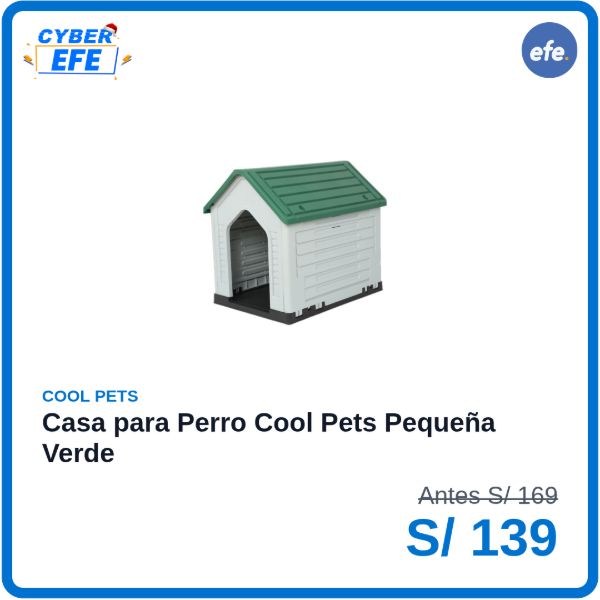 CYBER
EFE
efe.
COOL PETS
Casa para Perro Cool Pets Pequeña
Verde
Antes S/ 169
S/ 139